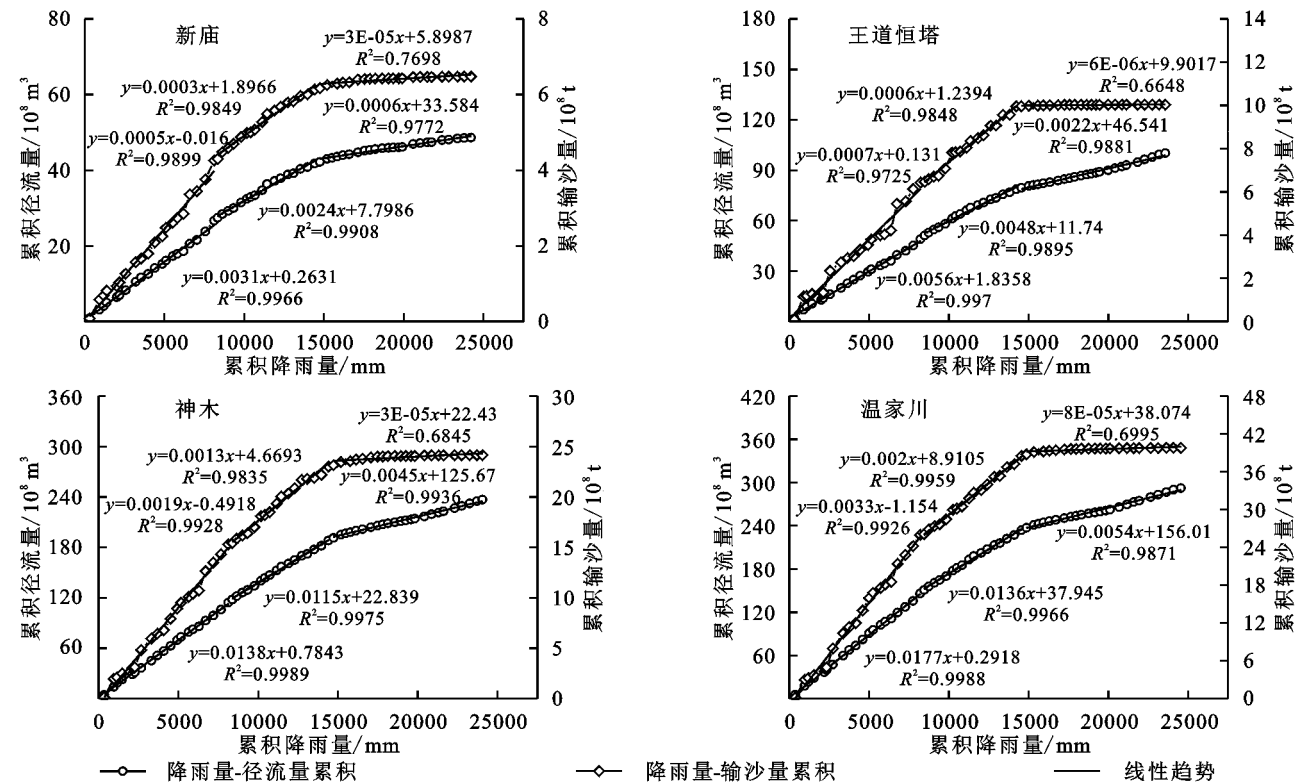 新庙
y=3E-05x+5.8987
R²=0.7698
y=0.0003x+1.8966
R²=0.9849
y=0.0006x+33.584
R²=0.9772
y=0.0005x-0.016
R²=0.9899
y=0.0024x+7.7986
R²=0.9908
y=0.0031x+0.2631
R²=0.9966
80
60
40
20
8
6
4
2
0
0 5000 10000 15000 20000 25000
累积径流量/10⁸ m³
累积输沙量/10⁸ t
累积降雨量/mm
王道恒塔
y=6E-06x+9.9017
R²=0.6648
y=0.0006x+1.2394
R²=0.9848
y=0.0022x+46.541
R²=0.9881
y=0.0007x+0.131
R²=0.9725
y=0.0048x+11.74
R²=0.9895
y=0.0056x+1.8358
R²=0.997
180
150
120
90
60
30
14
12
10
8
6
4
2
0
0 5000 10000 15000 20000 25000
累积径流量/10⁸ m³
累积输沙量/10⁸ t
累积降雨量/mm
神木
y=3E-05x+22.43
R²=0.6845
y=0.0013x+4.6693
R²=0.9835
y=0.0045x+125.67
R²=0.9936
y=0.0019x-0.4918
R²=0.9928
y=0.0115x+22.839
R²=0.9975
y=0.0138x+0.7843
R²=0.9989
360
300
240
180
120
60
30
25
20
15
10
5
0
0 5000 10000 15000 20000 25000
累积径流量/10⁸ m³
累积输沙量/10⁸ t
累积降雨量/mm
温家川
y=8E-05x+38.074
R²=0.6995
y=0.002x+8.9105
R²=0.9959
y=0.0033x-1.154
R²=0.9926
y=0.0054x+156.01
R²=0.9871
y=0.0136x+37.945
R²=0.9966
y=0.0177x+0.2918
R²=0.9988
420
360
300
240
180
120
60
48
42
36
30
24
18
12
6
0
0 5000 10000 15000 20000 25000
累积径流量/10⁸ m³
累积输沙量/10⁸ t
累积降雨量/mm
降雨量-径流量累积
降雨量-输沙量累积
线性趋势